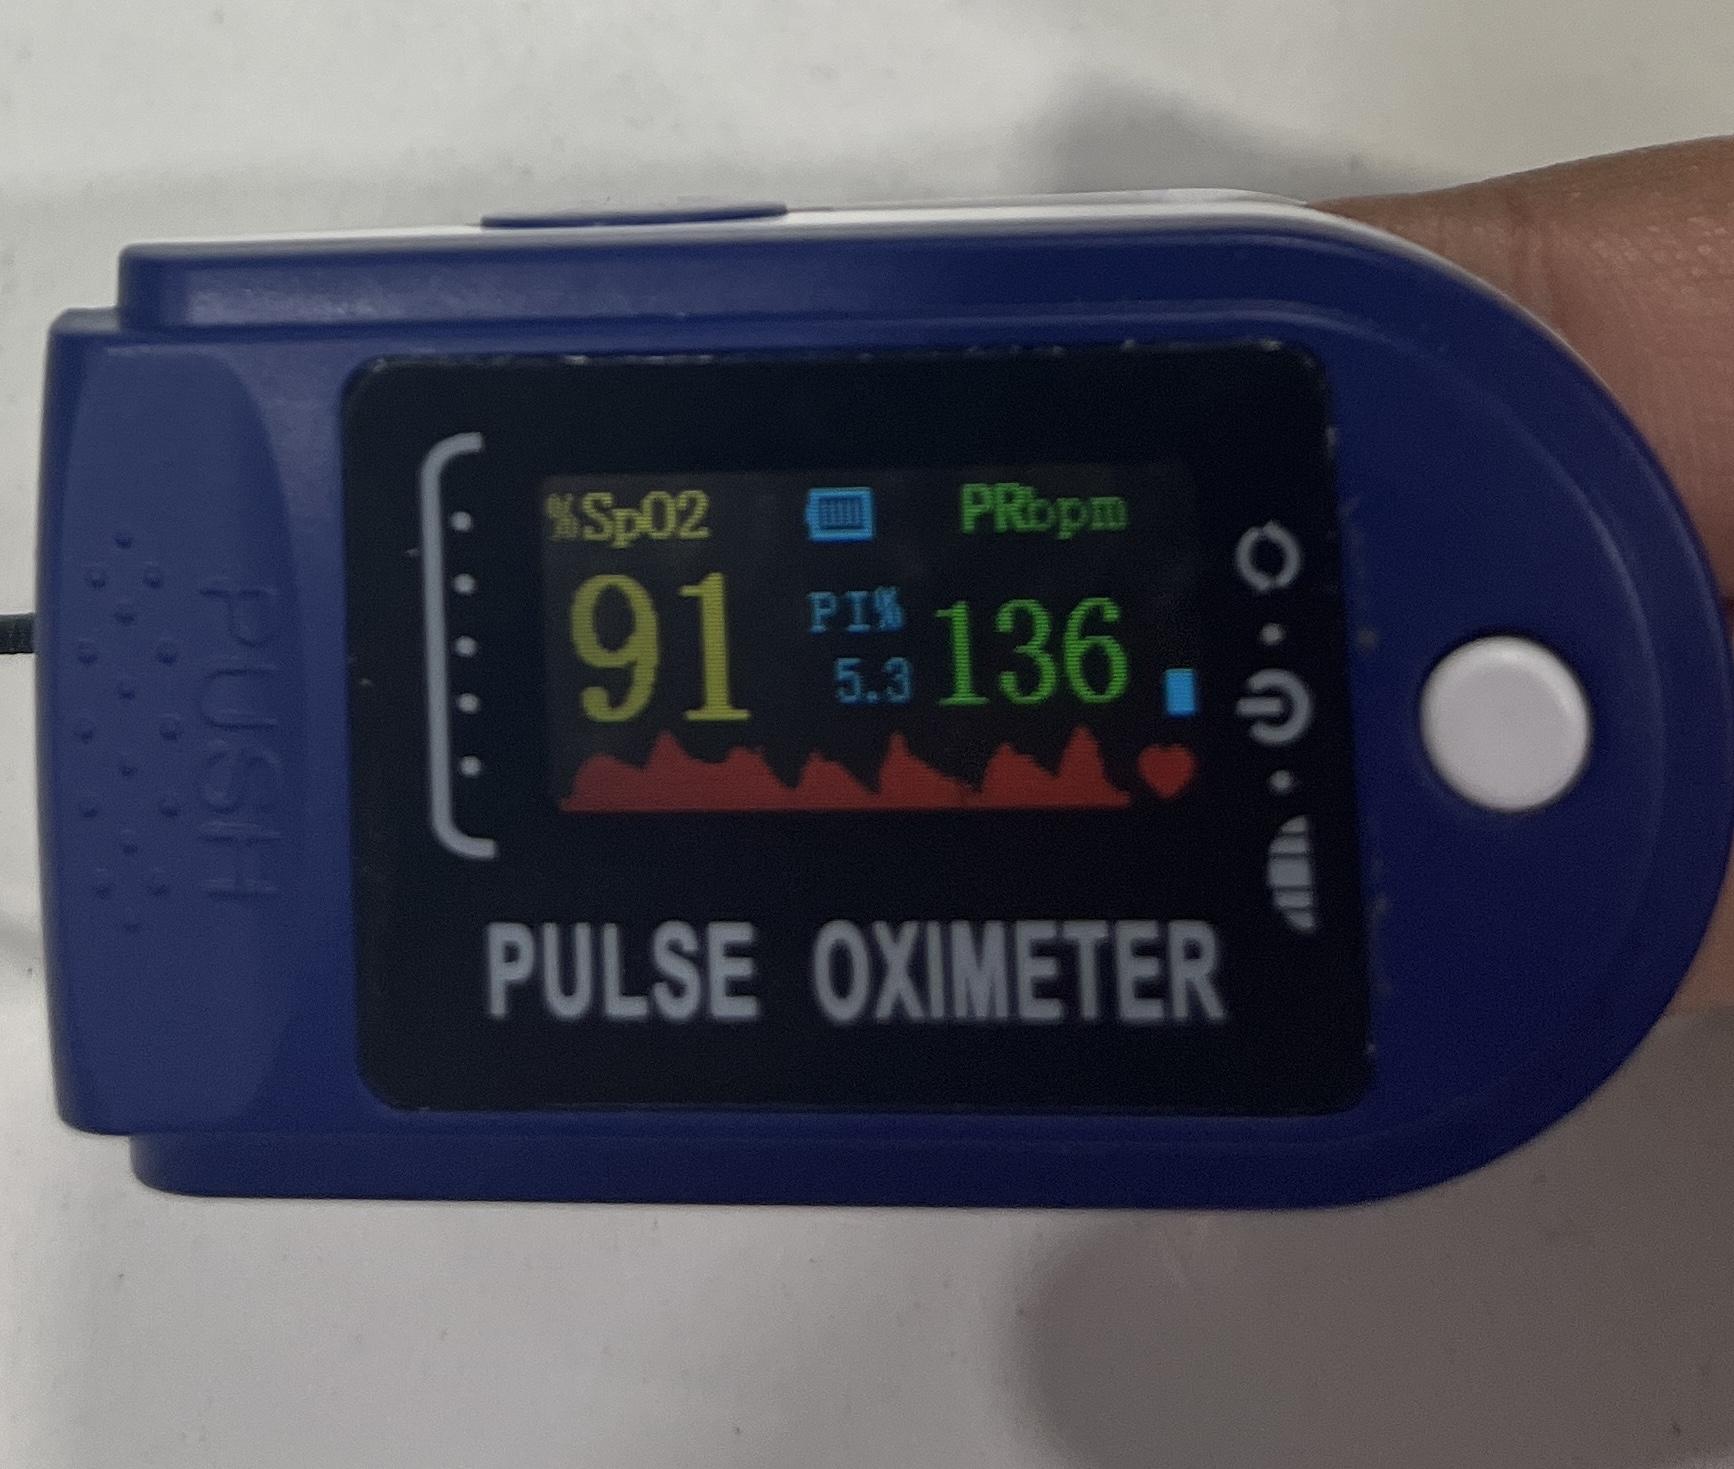 %SpO2 PRbpm
91 PI% 136
5.3
PULSE OXIMETER
PUSH